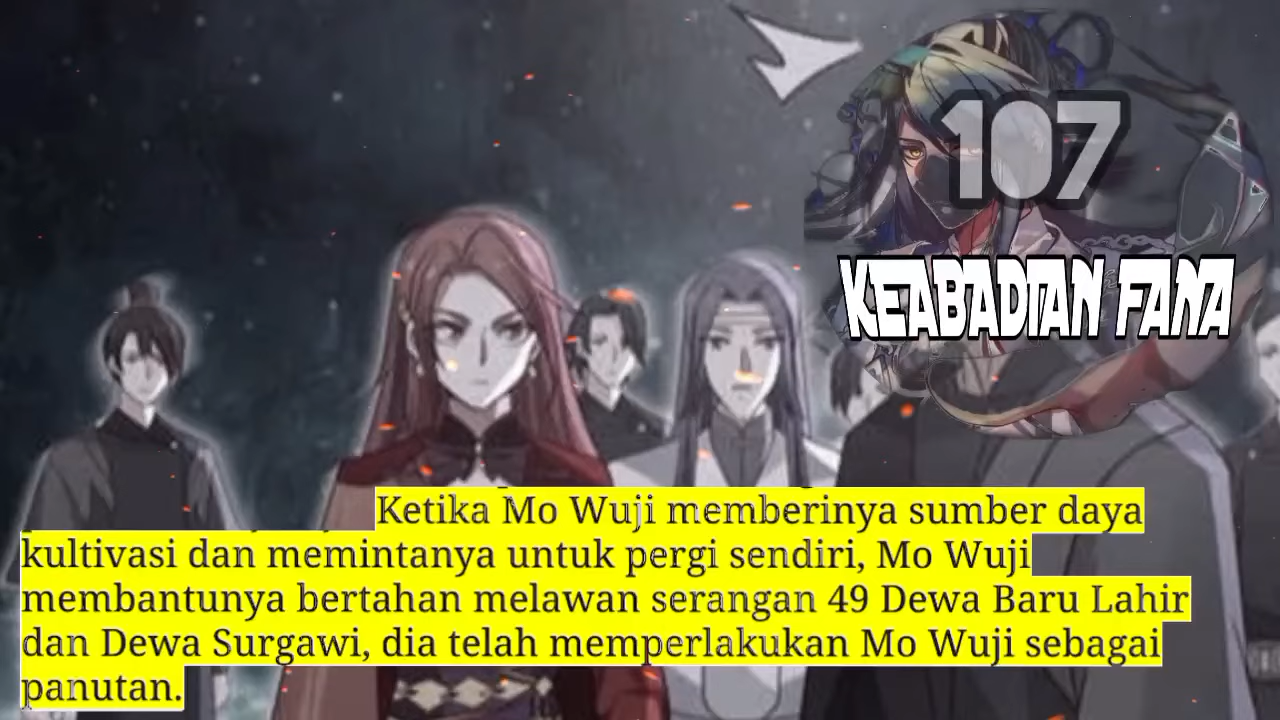 107
KEABADIAN FANA
Ketika Mo Wuji memberinya sumber daya
kultivasi dan memintanya untuk pergi sendiri, Mo Wuji
membantunya bertahan melawan serangan 49 Dewa Baru Lahir
dan Dewa Surgawi, dia telah memperlakukan Mo Wuji sebagai
panutan.